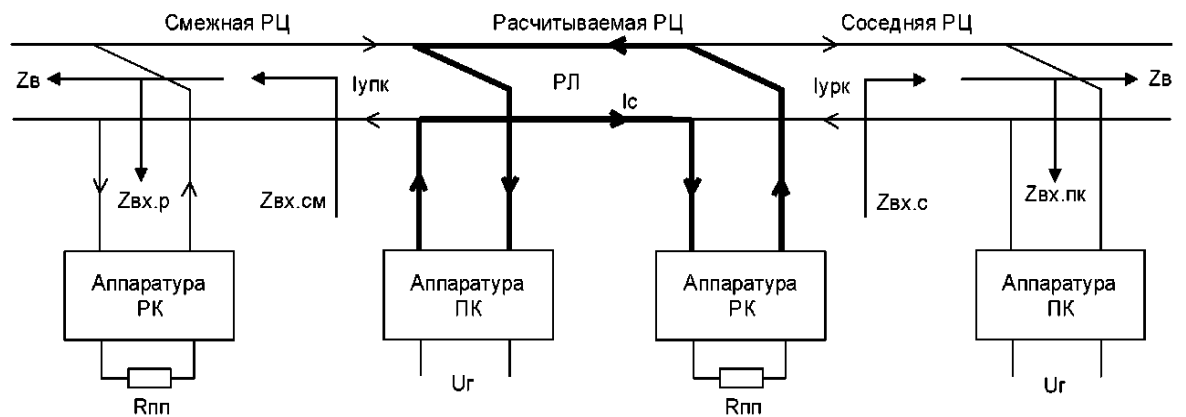 Смежная РЦ
Расчитываемая РЦ
Соседняя РЦ
Zв
Iупк
РЛ
Iурк
Zв
Iс
Zвх.р
Zвх.см
Zвх.с
Zвх.пк
Аппаратура
РК
Аппаратура
ПК
Аппаратура
РК
Аппаратура
ПК
Rпп
Uг
Rпп
Uг